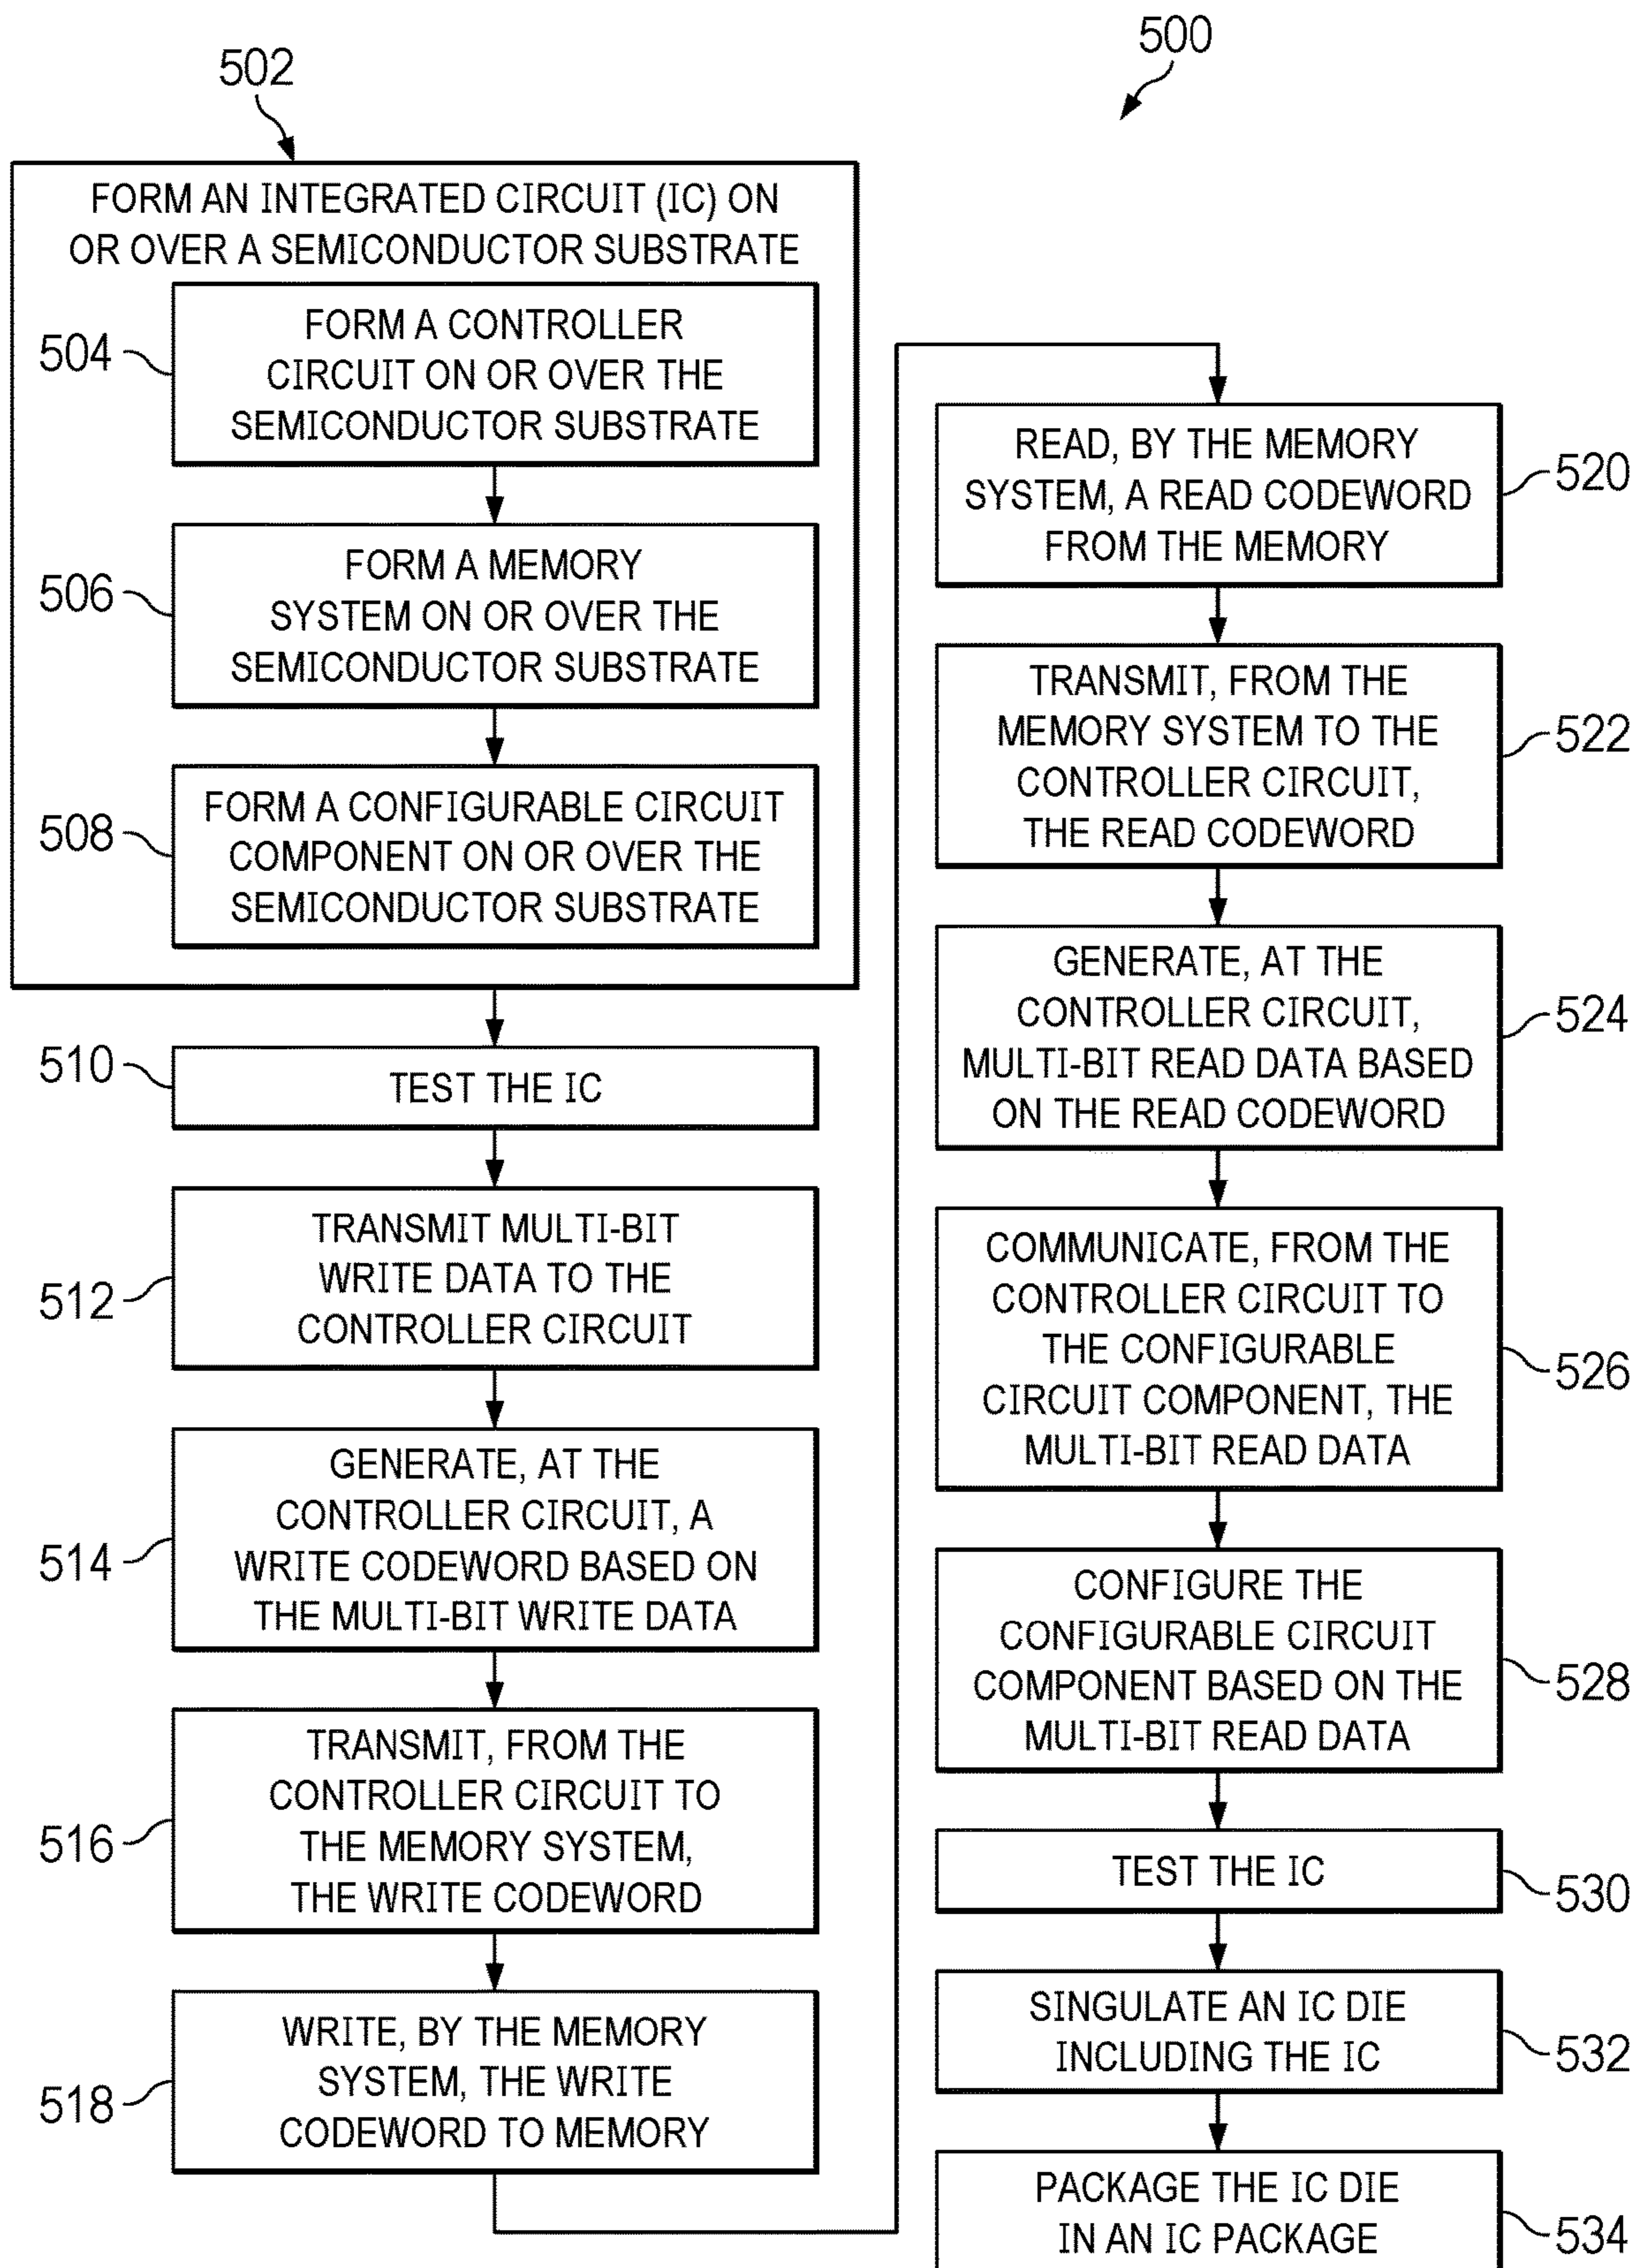 500
502
FORM AN INTEGRATED CIRCUIT (IC) ON
OR OVER A SEMICONDUCTOR SUBSTRATE
504
FORM A CONTROLLER
CIRCUIT ON OR OVER THE
SEMICONDUCTOR SUBSTRATE
506
FORM A MEMORY
SYSTEM ON OR OVER THE
SEMICONDUCTOR SUBSTRATE
508
FORM A CONFIGURABLE CIRCUIT
COMPONENT ON OR OVER THE
SEMICONDUCTOR SUBSTRATE
510
TEST THE IC
512
TRANSMIT MULTI-BIT
WRITE DATA TO THE
CONTROLLER CIRCUIT
514
GENERATE, AT THE
CONTROLLER CIRCUIT, A
WRITE CODEWORD BASED ON
THE MULTI-BIT WRITE DATA
516
TRANSMIT, FROM THE
CONTROLLER CIRCUIT TO
THE MEMORY SYSTEM,
THE WRITE CODEWORD
518
WRITE, BY THE MEMORY
SYSTEM, THE WRITE
CODEWORD TO MEMORY
READ, BY THE MEMORY
SYSTEM, A READ CODEWORD
FROM THE MEMORY
520
TRANSMIT, FROM THE
MEMORY SYSTEM TO THE
CONTROLLER CIRCUIT,
THE READ CODEWORD
522
GENERATE, AT THE
CONTROLLER CIRCUIT,
MULTI-BIT READ DATA BASED
ON THE READ CODEWORD
524
COMMUNICATE, FROM THE
CONTROLLER CIRCUIT TO
THE CONFIGURABLE
CIRCUIT COMPONENT, THE
MULTI-BIT READ DATA
526
CONFIGURE THE
CONFIGURABLE CIRCUIT
COMPONENT BASED ON THE
MULTI-BIT READ DATA
528
TEST THE IC
530
SINGULATE AN IC DIE
INCLUDING THE IC
532
PACKAGE THE IC DIE
IN AN IC PACKAGE
534